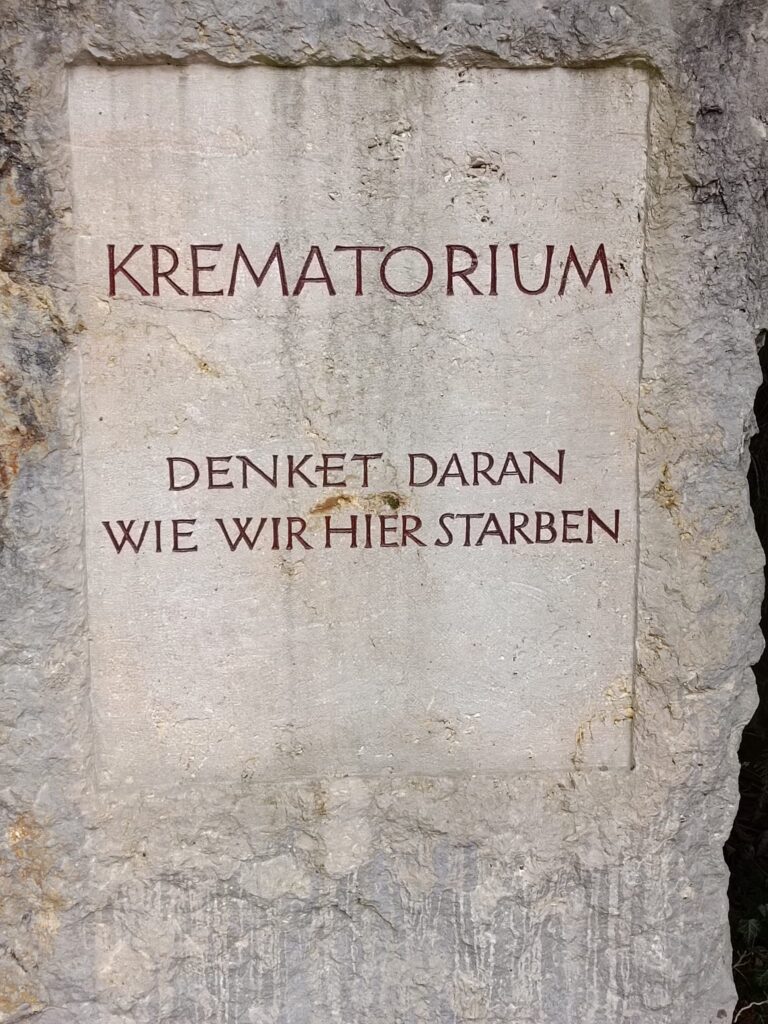 KREMATORIUM
DENKET DARAN
WIE WIR HIER STARBEN